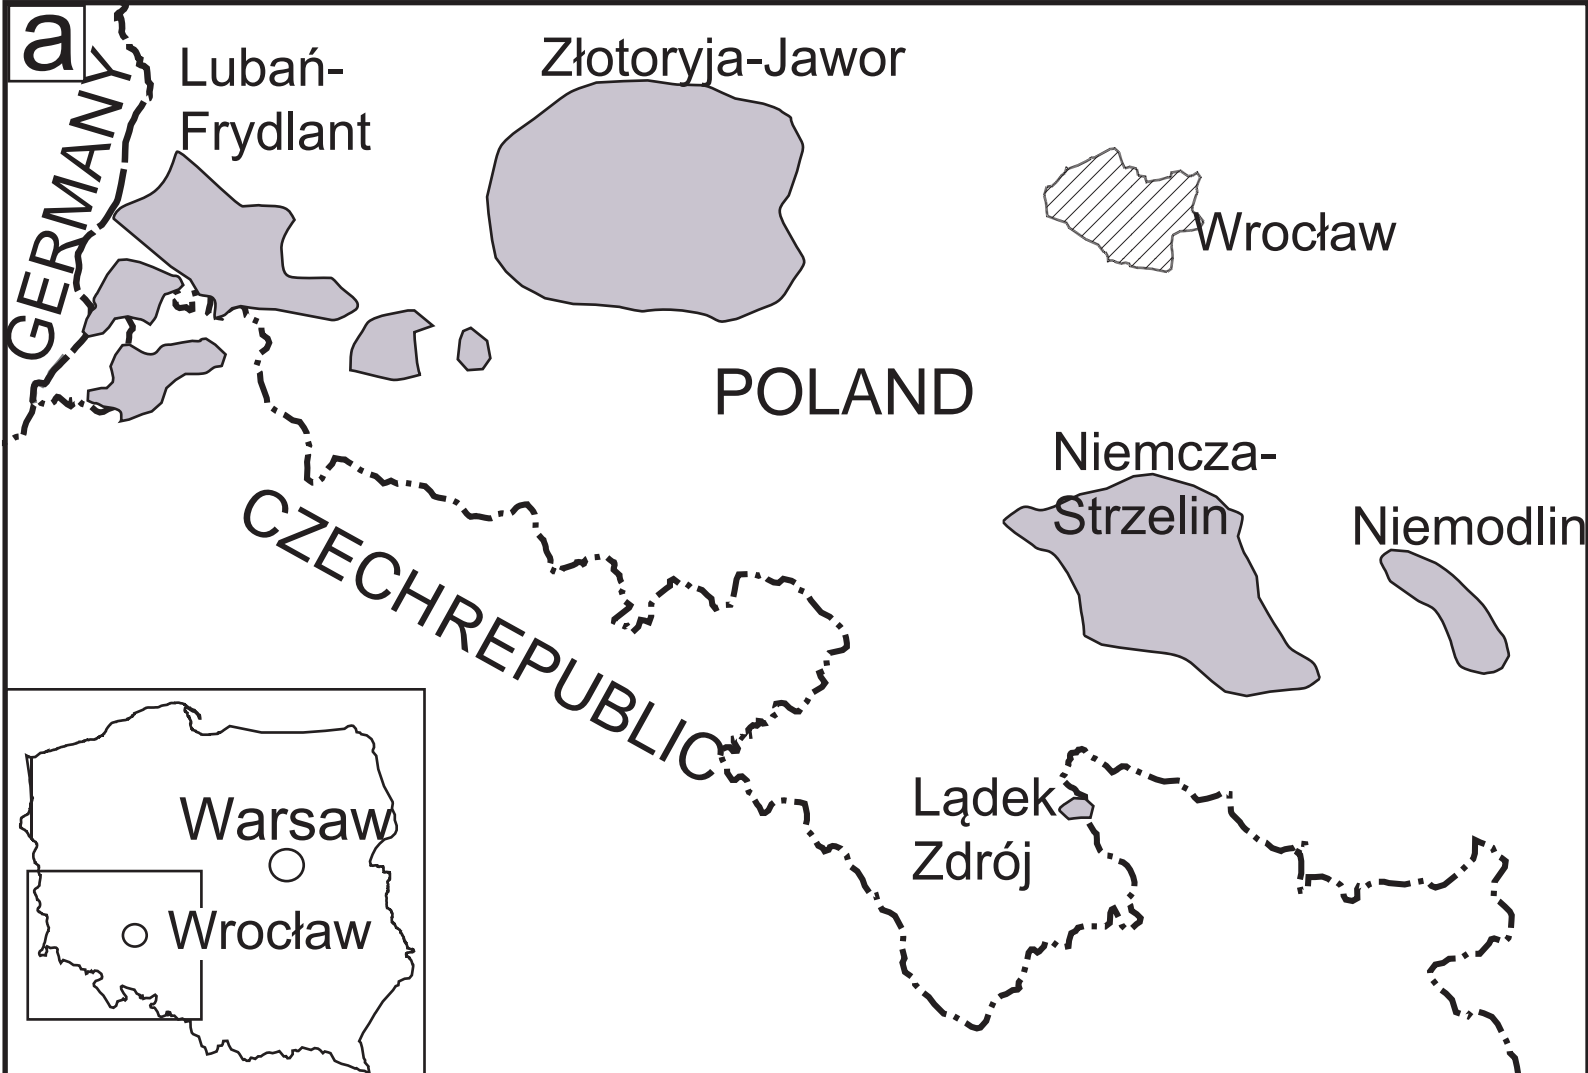 a
Lubań-
Frydlant
Złotoryja-Jawor
GERMANY
Wrocław
POLAND
Niemcza-
Strzelin
Niemodlin
CZECHREPUBLIC
Lądek
Zdrój
Warsaw
Wrocław